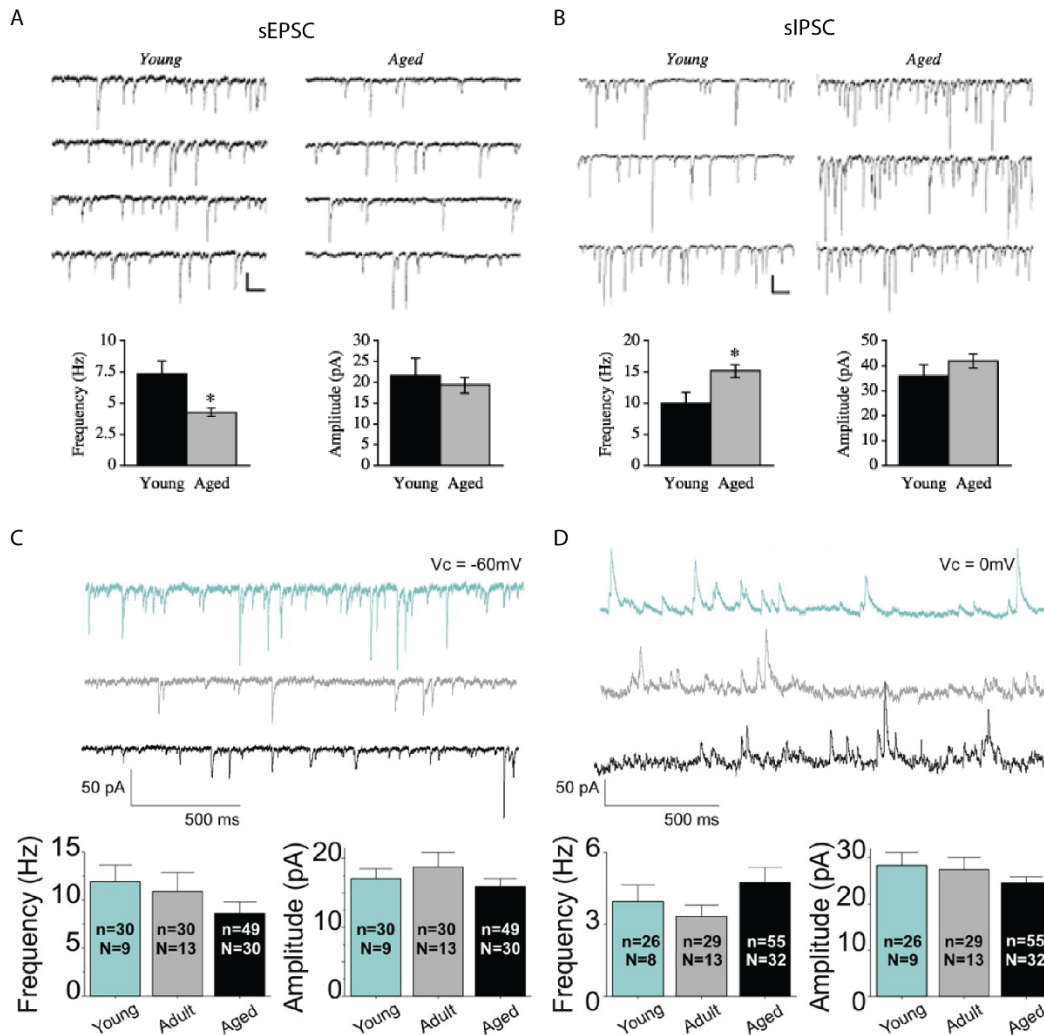 A
sEPSC
Young
Aged
Frequency (Hz)
10
7.5
5
2.5
0
*
Young Aged
Amplitude (pA)
30
25
20
15
10
5
0
Young Aged
B
sIPSC
Young
Aged
Frequency (Hz)
20
15
10
5
0
*
Young Aged
Amplitude (pA)
50
40
30
20
10
0
Young Aged
C
Vc = -60mV
50 pA
500 ms
Frequency (Hz)
15
10
5
0
n=30
N=9
n=30
N=13
n=49
N=30
Young
Adult
Aged
Amplitude (pA)
20
10
0
n=30
N=9
n=30
N=13
n=49
N=30
Young
Adult
Aged
D
Vc = 0mV
50 pA
500 ms
Frequency (Hz)
6
3
0
n=26
N=8
n=29
N=13
n=55
N=32
Young
Adult
Aged
Amplitude (pA)
30
20
10
0
n=26
N=9
n=29
N=13
n=55
N=32
Young
Adult
Aged